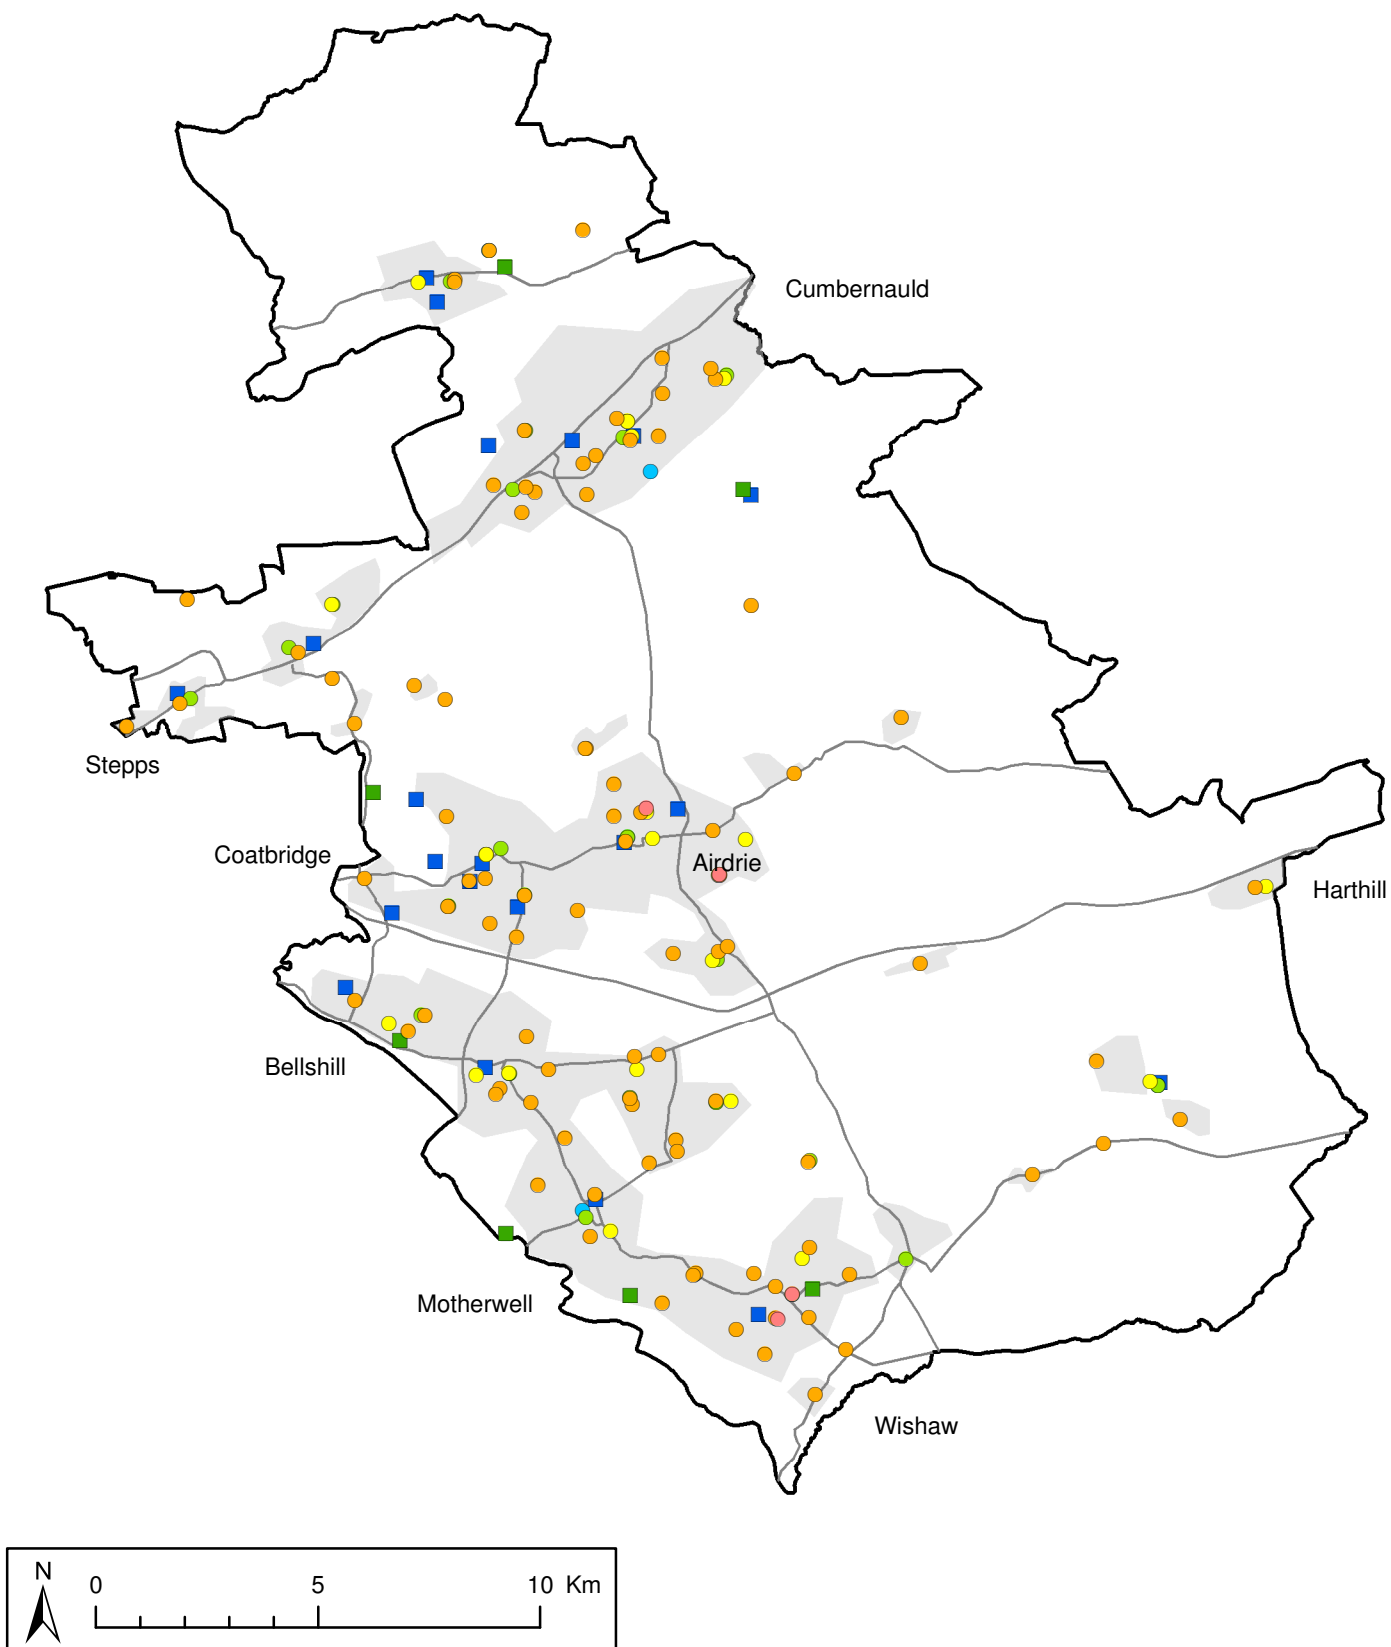 Cumbernauld
Stepps
Coatbridge
Airdrie
Harthill
Bellshill
Motherwell
Wishaw
N
0 5 10 Km